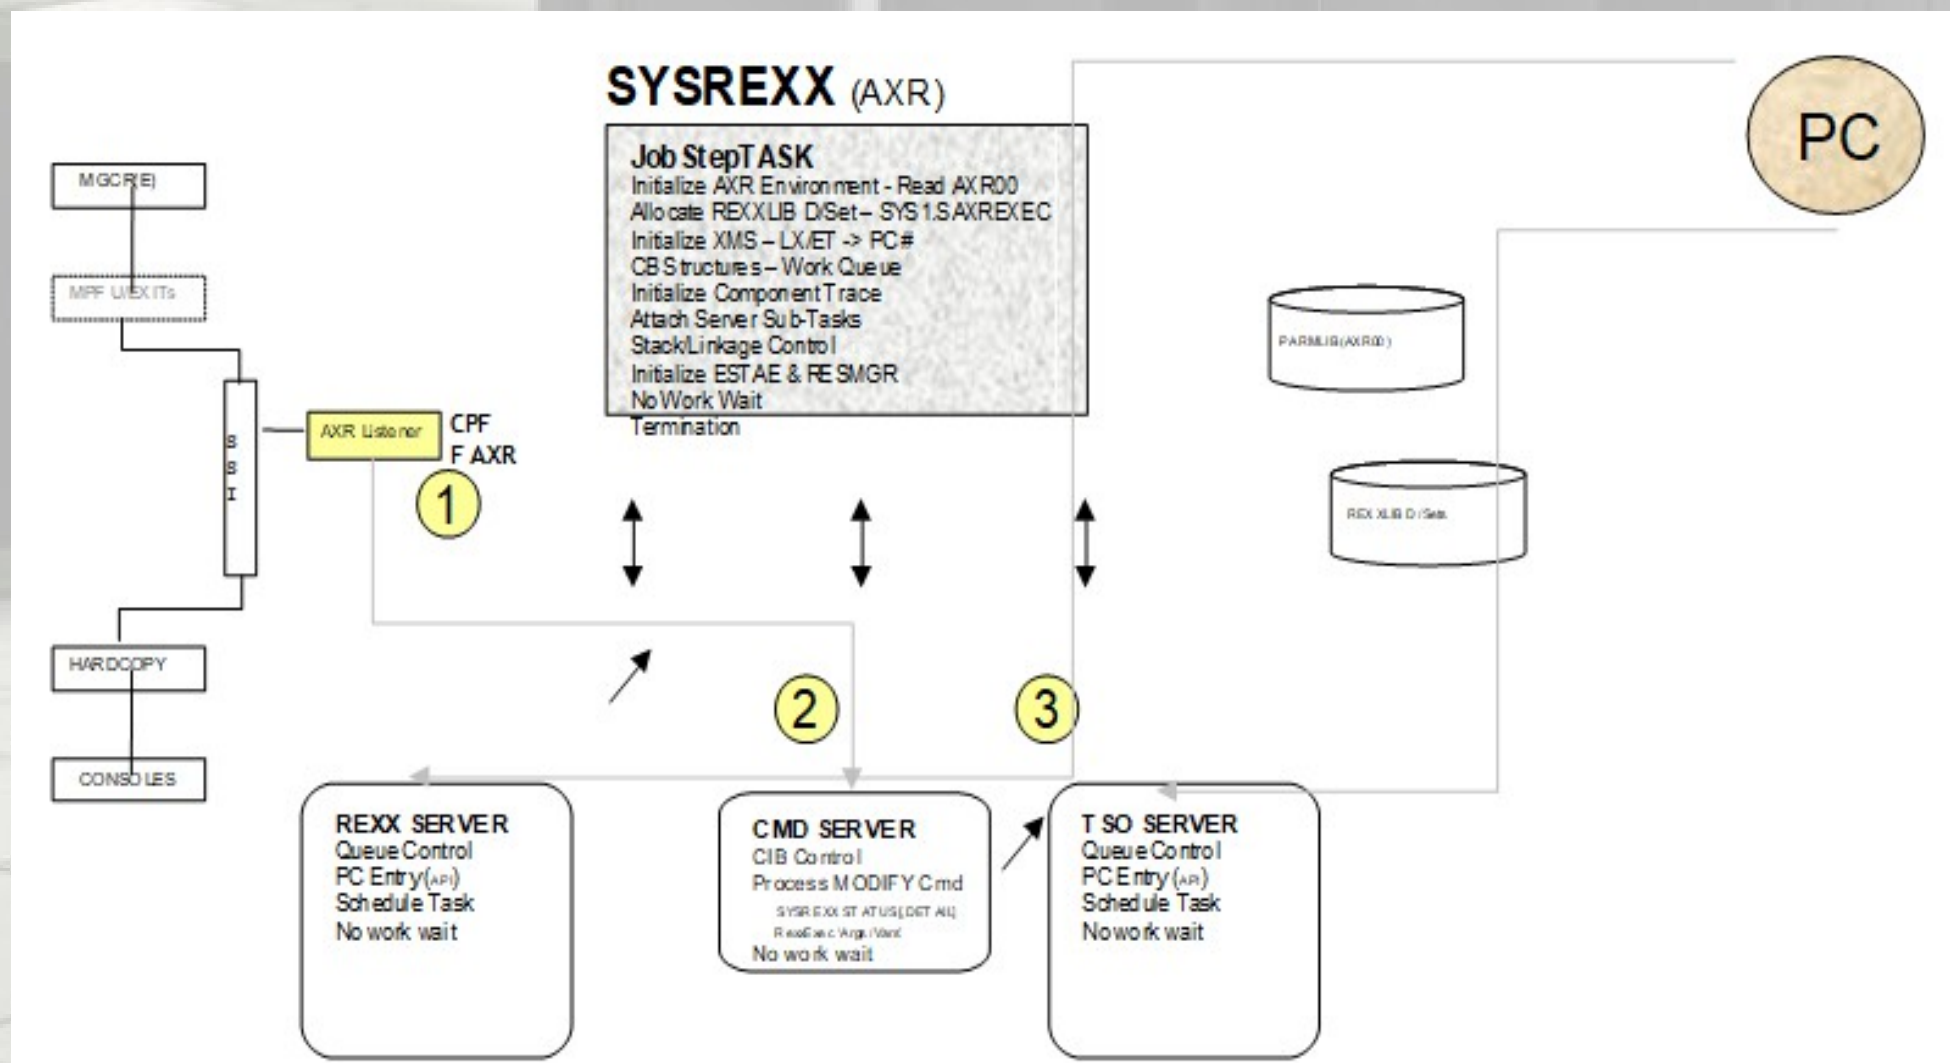 SYSREXX (AXR)
PC
Job StepTASK
Initialize AXR Environment - Read AXR00
Allocate REXXLIB D/Set – SYS1.SAXREXEC
Initialize XMS – LX/ET -> PC#
CB Structures – Work Queue
Initialize Component Trace
Attach Server Sub-Tasks
Stack/Linkage Control
Initialize ESTAE & RESMGR
No Work Wait
Termination
MGCR(E)
MPF U/EXITs
SSI
AXR Listener
CPF
F AXR
1
PARMLIB(AXR00)
REXXLIB D/Sets
HARDCOPY
CONSOLES
2
3
REXX SERVER
Queue Control
PC Entry (API)
Schedule Task
No work wait
CMD SERVER
CIB Control
Process MODIFY Cmd
SYSREXX STATUS[,DETAIL]
No work wait
TSO SERVER
Queue Control
PC Entry (API)
Schedule Task
No work wait